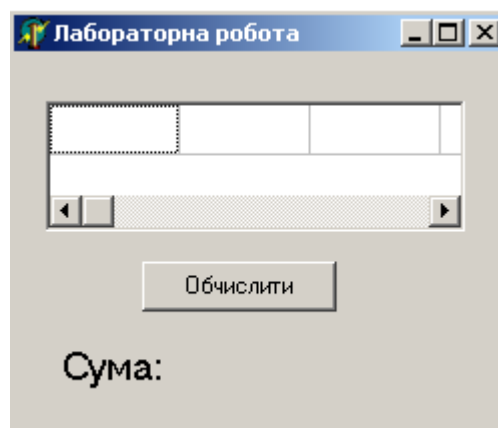 Лабораторна робота
Обчислити
Сума: